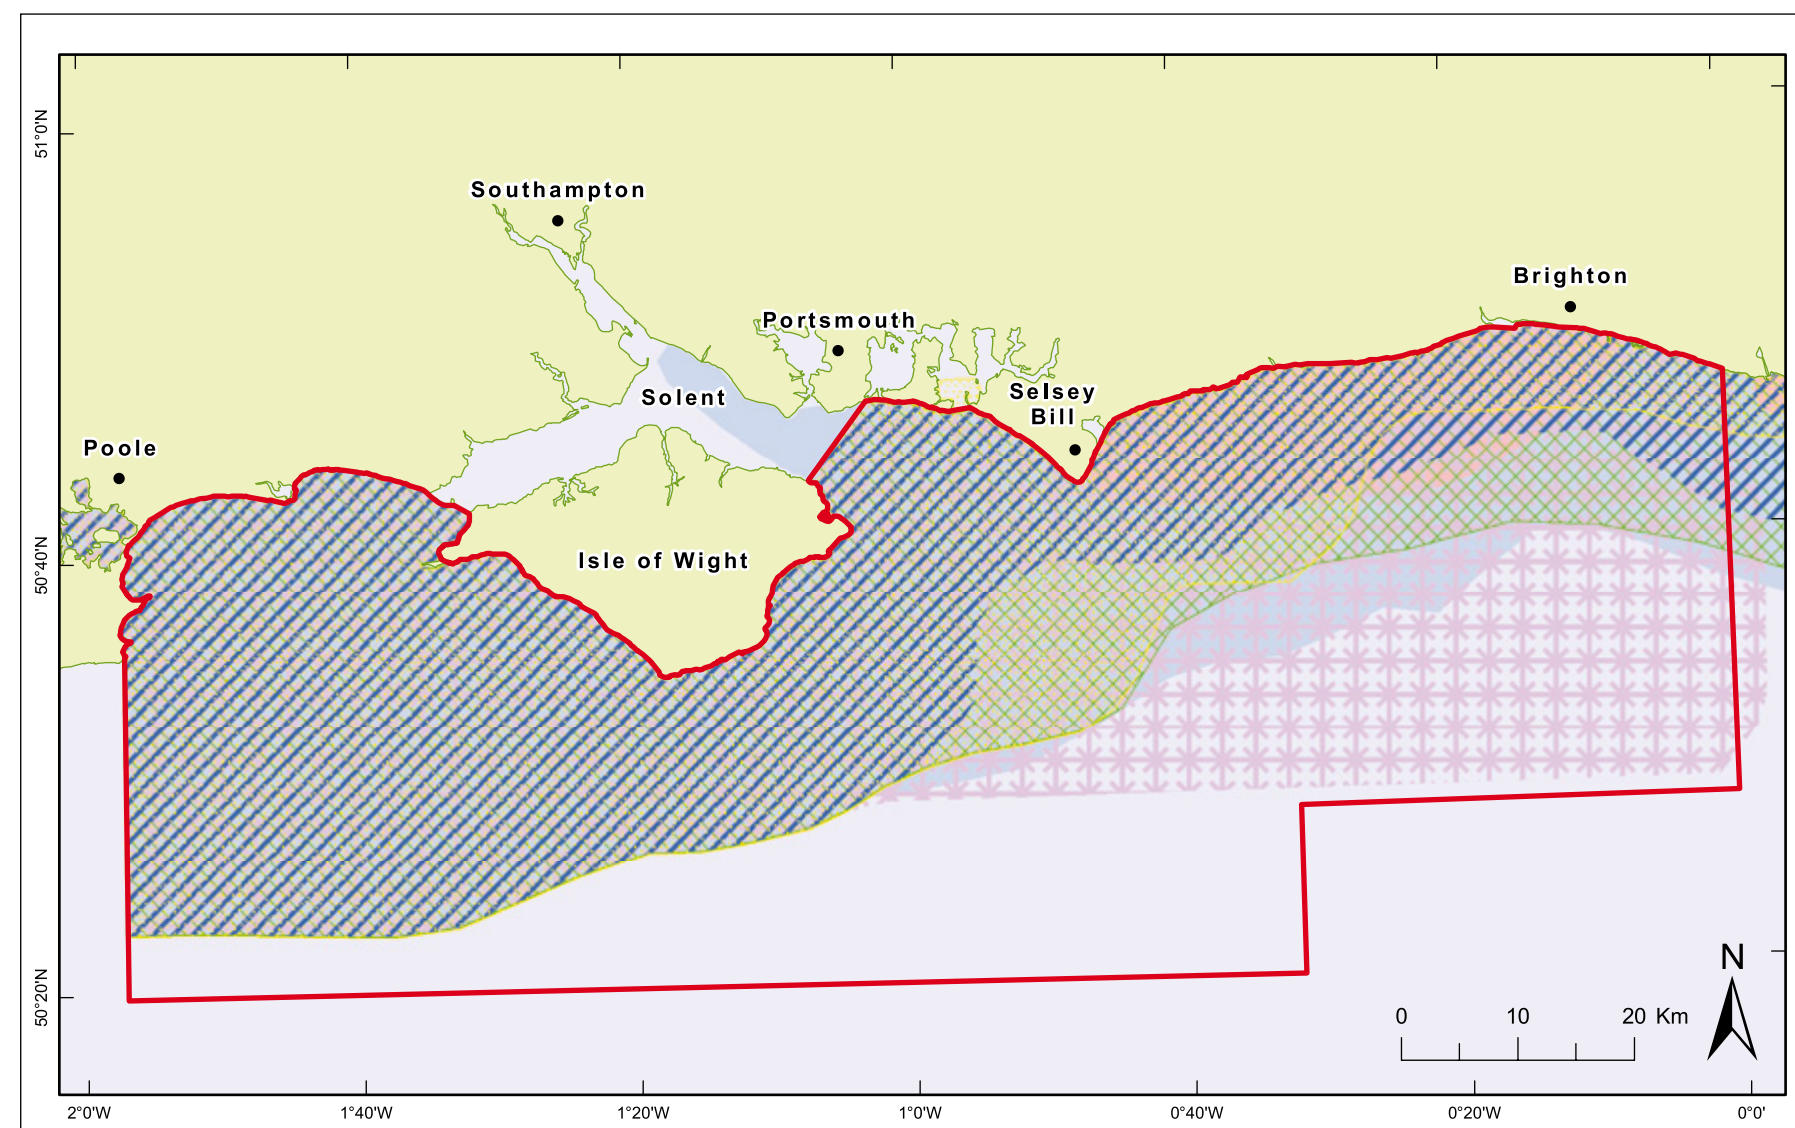 51°0'N
Southampton
Brighton
Portsmouth
Selsey
Bill
Solent
Poole
Isle of Wight
50°40'N
N
50°20'N
0 10 20 Km
2°0'W 1°40'W 1°20'W 1°0'W 0°40'W 0°20'W 0°0'